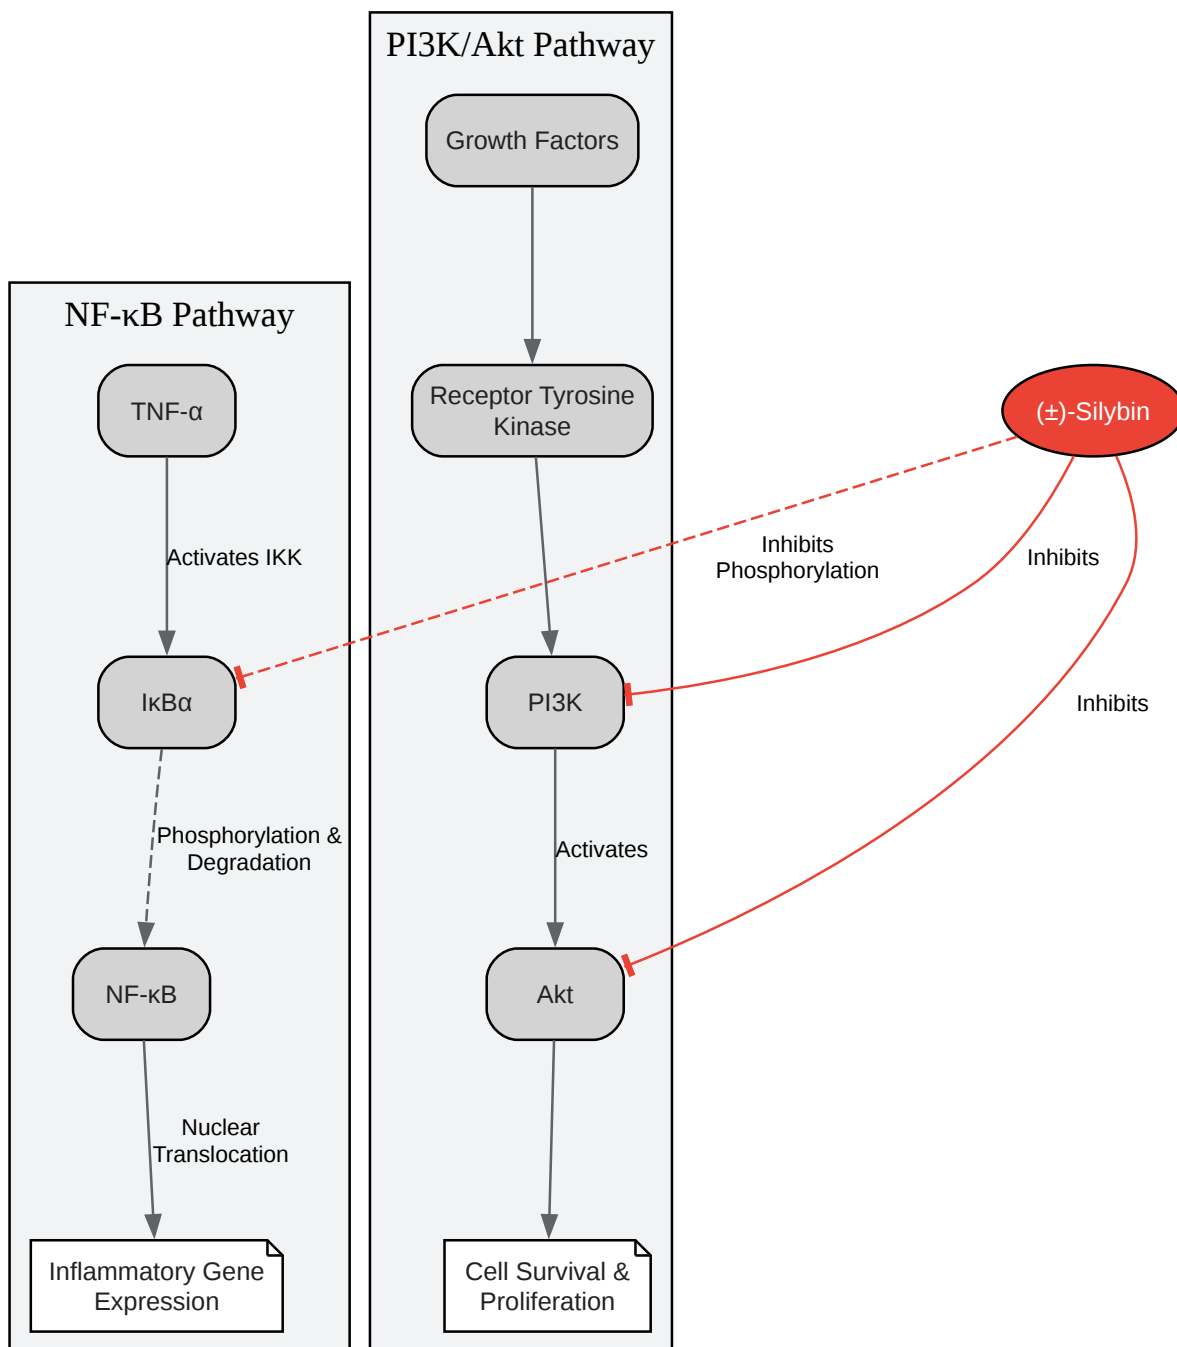 PI3K/Akt Pathway
Growth Factors
NF-κB Pathway
TNF-α
Receptor Tyrosine
Kinase
(±)-Silybin
Activates IKK
Inhibits
Phosphorylation
Inhibits
IκBα
PI3K
Inhibits
Phosphorylation &
Degradation
Activates
NF-κB
Akt
Nuclear
Translocation
Inflammatory Gene
Expression
Cell Survival &
Proliferation